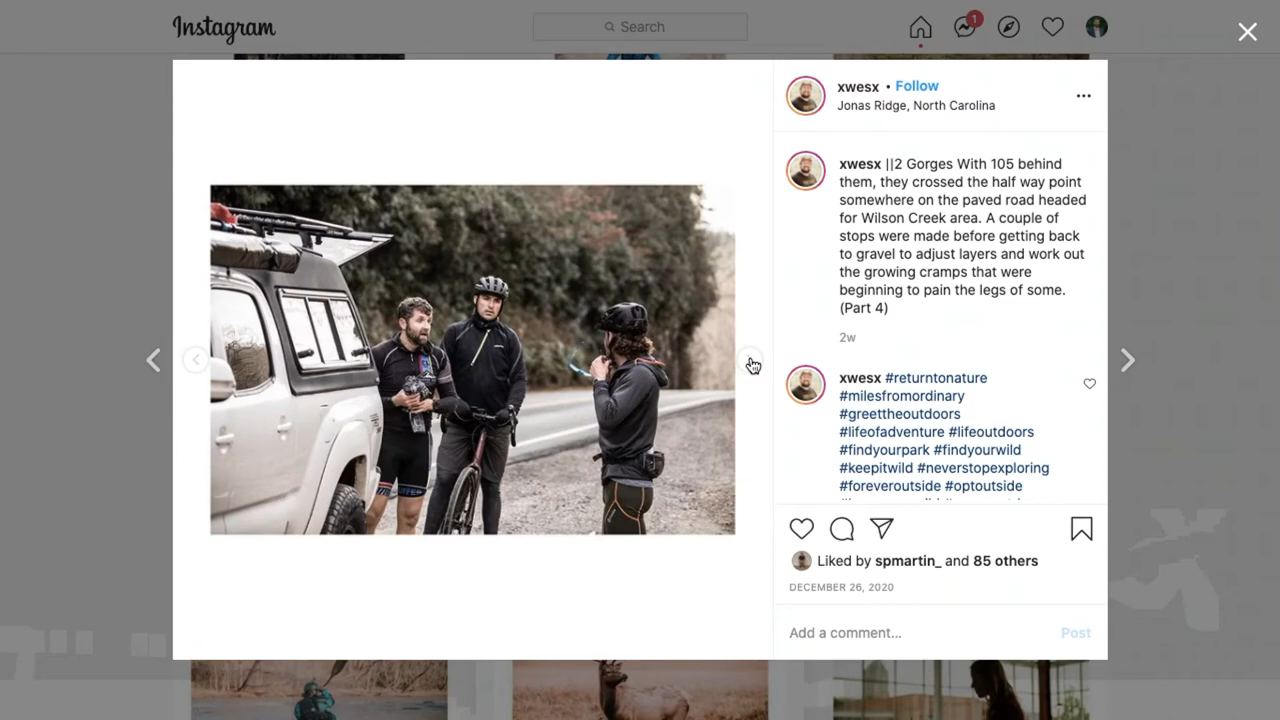 Instagram
Search
1
xwesx • Follow
Jonas Ridge, North Carolina
xwesx ||2 Gorges With 105 behind
them, they crossed the half way point
somewhere on the paved road headed
for Wilson Creek area. A couple of
stops were made before getting back
to gravel to adjust layers and work out
the growing cramps that were
beginning to pain the legs of some.
(Part 4)
2w
xwesx #returntonature
#milesfromordinary
#greettheoutdoors
#lifeofadventure #lifeoutdoors
#findyourpark #findyourwild
#keepitwild #neverstopexploring
#foreveroutside #optoutside
Liked by spmartin_ and 85 others
DECEMBER 26, 2020
Add a comment...
Post